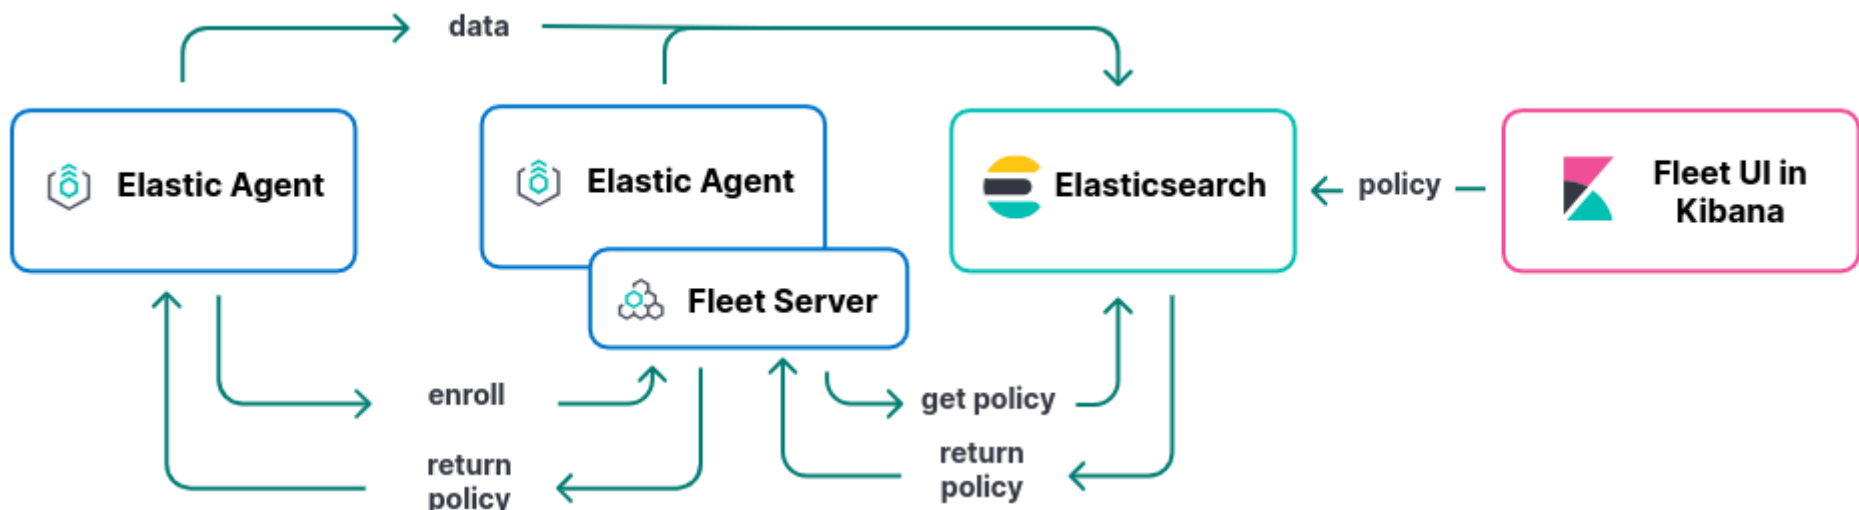 data
Elastic Agent
Elastic Agent
Fleet Server
Elasticsearch
policy
Fleet UI in
Kibana
enroll
get policy
return
policy
return
policy